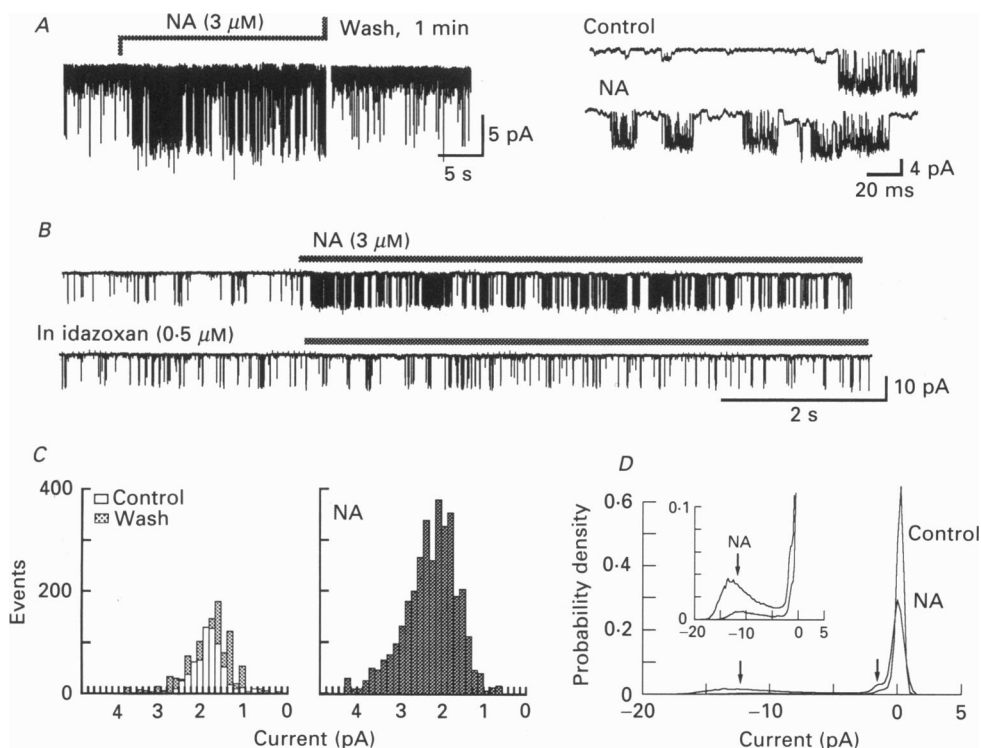 A
NA (3 μM)
Wash, 1 min
5 pA
5 s
Control
NA
4 pA
20 ms
B
NA (3 μM)
In idazoxan (0·5 μM)
10 pA
2 s
C
400
200
0
Events
Control
Wash
NA
4 3 2 1 0
4 3 2 1 0
Current (pA)
D
0·6
0·4
0·2
0
Probability density
0·1
0
NA
−20 −10 0 5
Control
NA
−20 −10 0 5
Current (pA)